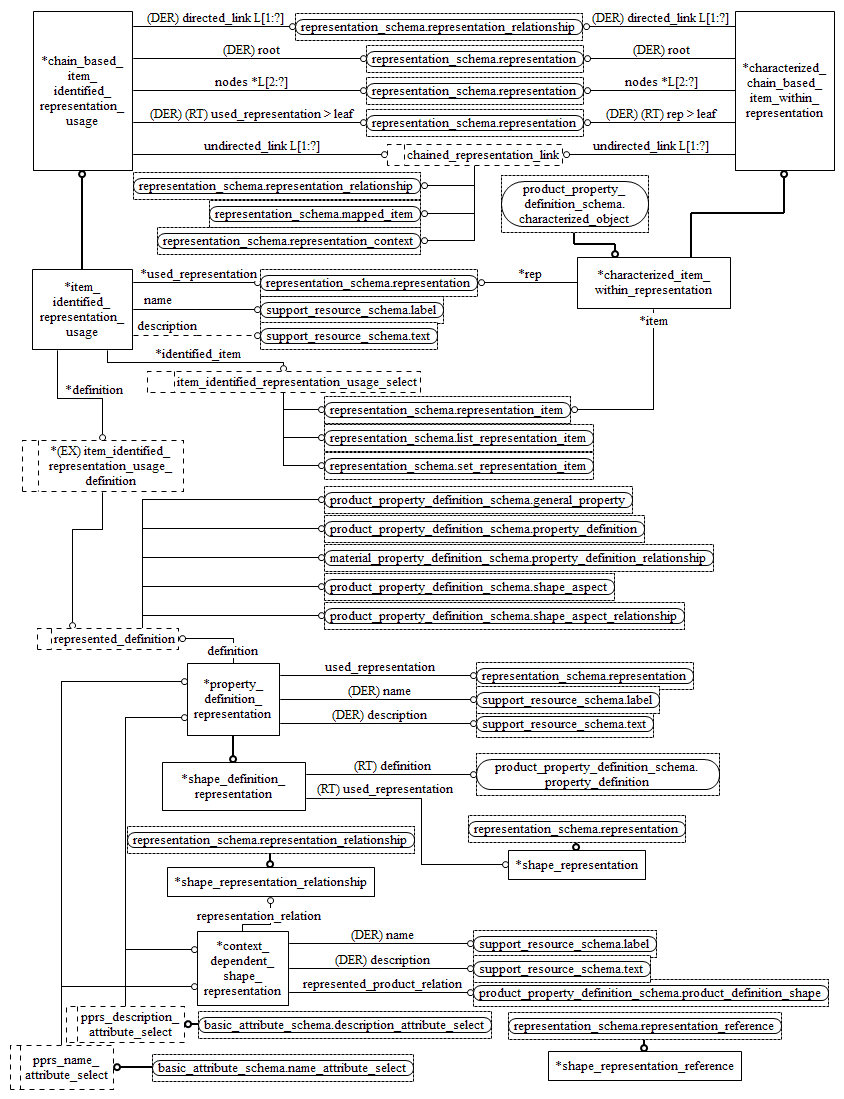 (DER) directed_link L[1:?]
representation_schema.representation_relationship
(DER) directed_link L[1:?]
*chain_based_
item_
identified_
representation_
usage
(DER) root
representation_schema.representation
(DER) root
nodes *L[2:?]
representation_schema.representation
nodes *L[2:?]
(DER) (RT) used_representation > leaf
representation_schema.representation
(DER) (RT) rep > leaf
*characterized_
chain_based_
item_within_
representation
undirected_link L[1:?]
chained_representation_link
undirected_link L[1:?]
representation_schema.representation_relationship
representation_schema.mapped_item
representation_schema.representation_context
product_property_
definition_schema.
characterized_object
*item_
identified_
representation_
usage
*used_representation
representation_schema.representation
*rep
*characterized_item_
within_representation
name
support_resource_schema.label
description
support_resource_schema.text
*item
*identified_item
item_identified_representation_usage_select
*definition
representation_schema.representation_item
representation_schema.list_representation_item
representation_schema.set_representation_item
*(EX) item_identified_
representation_usage_
definition
product_property_definition_schema.general_property
product_property_definition_schema.property_definition
material_property_definition_schema.property_definition_relationship
product_property_definition_schema.shape_aspect
product_property_definition_schema.shape_aspect_relationship
represented_definition
definition
*property_
definition_
representation
used_representation
representation_schema.representation
(DER) name
support_resource_schema.label
(DER) description
support_resource_schema.text
*shape_definition_
representation
(RT) definition
product_property_definition_schema.
property_definition
(RT) used_representation
representation_schema.representation_relationship
representation_schema.representation
*shape_representation
*shape_representation_relationship
representation_relation
*context_
dependent_
shape_
representation
(DER) name
support_resource_schema.label
(DER) description
support_resource_schema.text
represented_product_relation
product_property_definition_schema.product_definition_shape
pprs_description_
attribute_select
basic_attribute_schema.description_attribute_select
representation_schema.representation_reference
pprs_name_
attribute_select
basic_attribute_schema.name_attribute_select
*shape_representation_reference